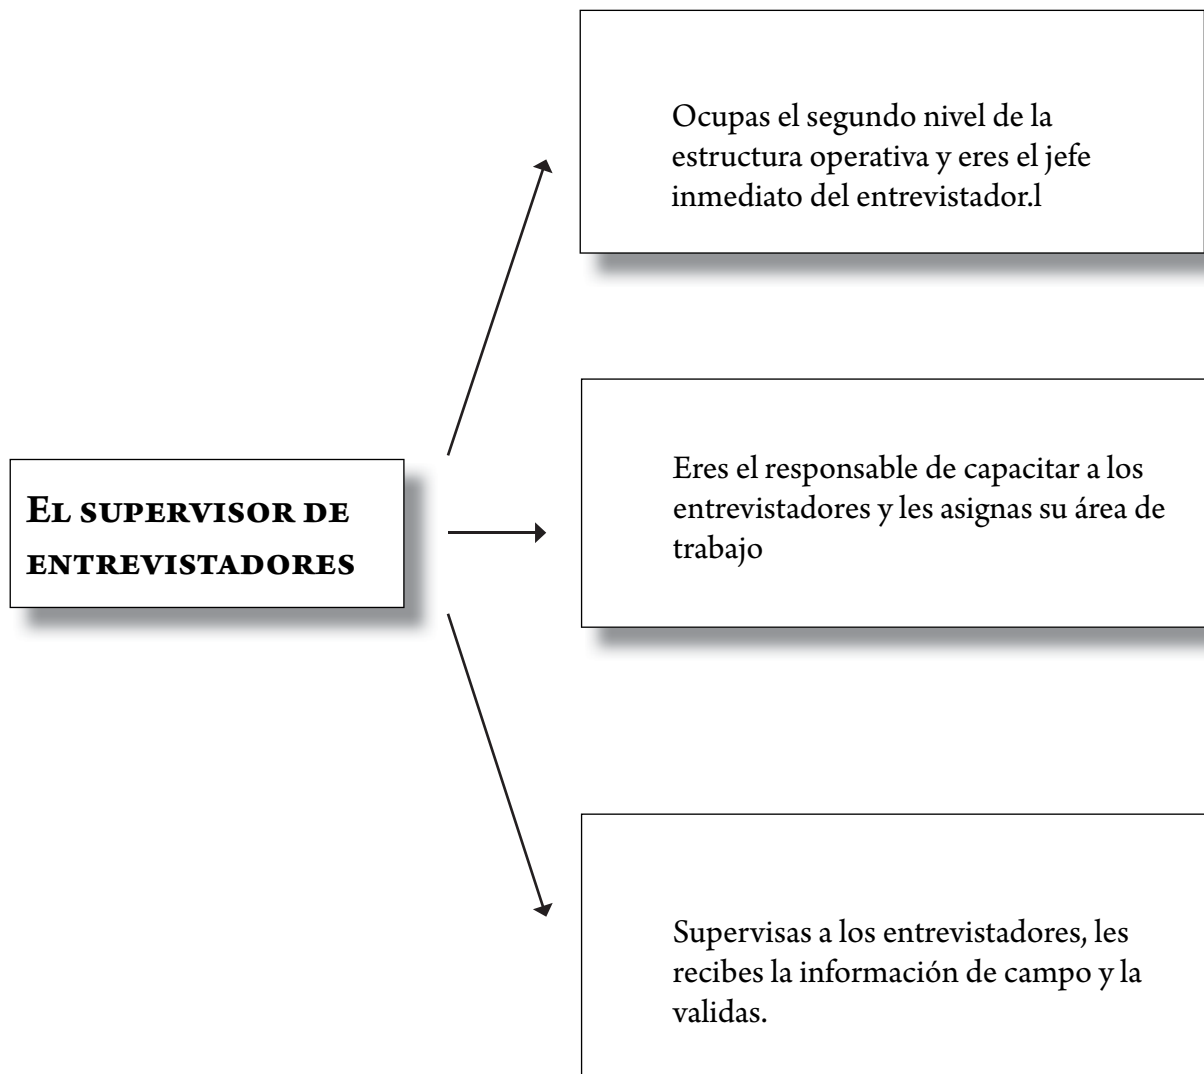 Ocupas el segundo nivel de la
estructura operativa y eres el jefe
inmediato del entrevistador.l
EL SUPERVISOR DE
ENTREVISTADORES
Eres el responsable de capacitar a los
entrevistadores y les asignas su área de
trabajo
Supervisas a los entrevistadores, les
recibes la información de campo y la
validas.